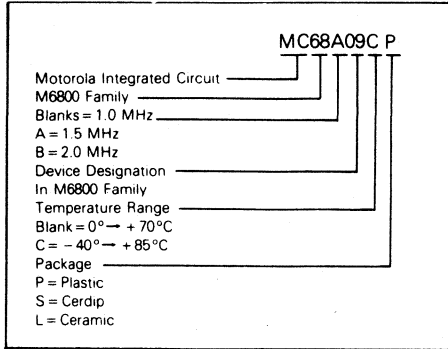 MC68A09C P
Motorola Integrated Circuit
M6800 Family
Blanks = 1.0 MHz
A = 1.5 MHz
B = 2.0 MHz
Device Designation
In M6800 Family
Temperature Range
Blank = 0° → + 70°C
C = − 40° → + 85°C
Package
P = Plastic
S = Cerdip
L = Ceramic